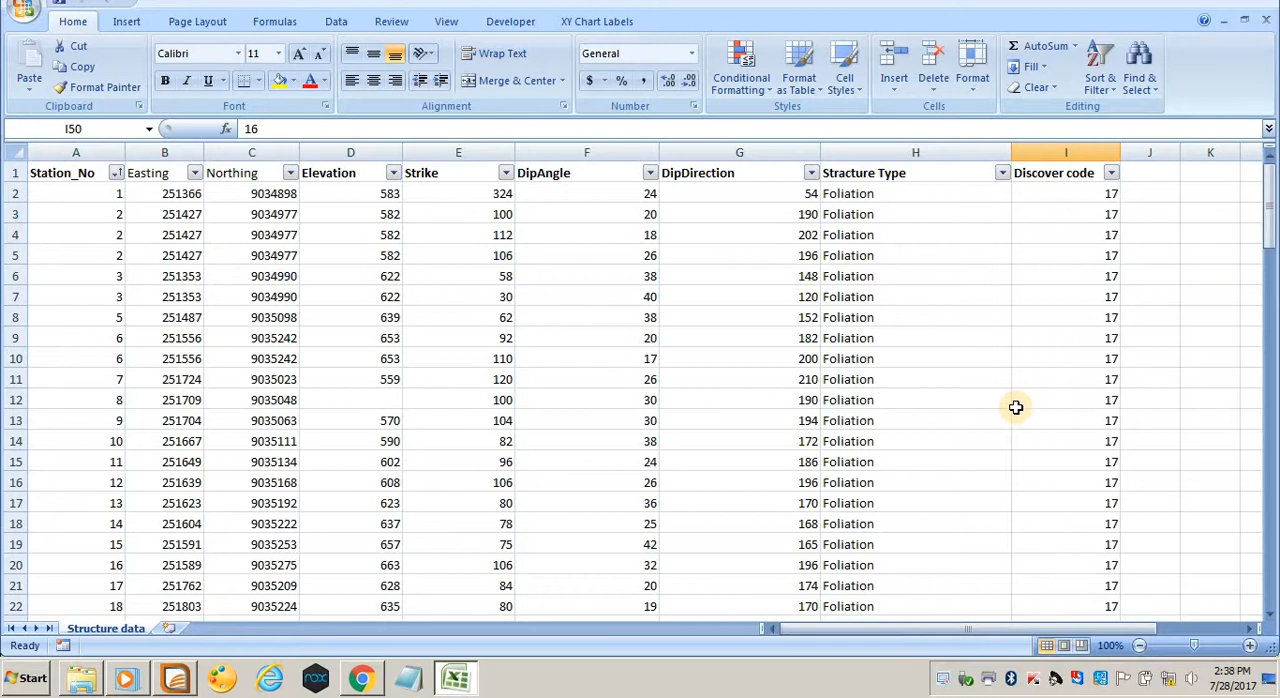 Home Insert Page Layout Formulas Data Review View Developer XY Chart Labels
Cut Calibri 11 Wrap Text General AutoSum
Copy Fill
Paste Format Painter Merge & Center $ % , Conditional Formatting Format as Table Cell Styles Insert Delete Format Clear Sort & Filter Find & Select
Clipboard Font Alignment Number Styles Cells Editing
I50 fx 16
A B C D E F G H I J K
1 Station_No Easting Northing Elevation Strike DipAngle DipDirection Stracture Type Discover code
2 1 251366 9034898 583 324 24 54 Foliation 17
3 2 251427 9034977 582 100 20 190 Foliation 17
4 2 251427 9034977 582 112 18 202 Foliation 17
5 2 251427 9034977 582 106 26 196 Foliation 17
6 3 251353 9034990 622 58 38 148 Foliation 17
7 3 251353 9034990 622 30 40 120 Foliation 17
8 5 251487 9035098 639 62 38 152 Foliation 17
9 6 251556 9035242 653 92 20 182 Foliation 17
10 6 251556 9035242 653 110 17 200 Foliation 17
11 7 251724 9035023 559 120 26 210 Foliation 17
12 8 251709 9035048 100 30 190 Foliation 17
13 9 251704 9035063 570 104 30 194 Foliation 17
14 10 251667 9035111 590 82 38 172 Foliation 17
15 11 251649 9035134 602 96 24 186 Foliation 17
16 12 251639 9035168 608 106 26 196 Foliation 17
17 13 251623 9035192 623 80 36 170 Foliation 17
18 14 251604 9035222 637 78 25 168 Foliation 17
19 15 251591 9035253 657 75 42 165 Foliation 17
20 16 251589 9035275 663 106 32 196 Foliation 17
21 17 251762 9035209 628 84 20 174 Foliation 17
22 18 251803 9035224 635 80 19 170 Foliation 17
Structure data
Ready 100%
Start 2:38 PM
7/28/2017